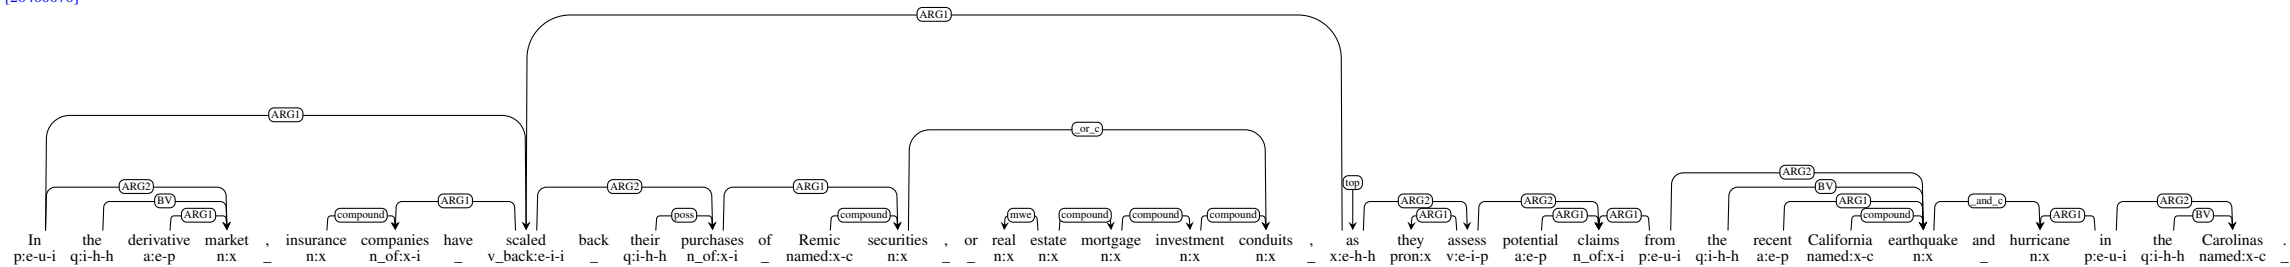 ARG1
ARG1
_or_c
ARG2
ARG2 ARG2 ARG1 top BV
BV ARG1 ARG2 ARG2 ARG1 _and_c ARG2
ARG1 compound poss compound mwe compound compound compound ARG1 ARG1 ARG1 compound ARG1 BV
In the derivative market , insurance companies have scaled back their purchases of Remic securities , or real estate mortgage investment conduits , as they assess potential claims from the recent California earthquake and hurricane in the Carolinas .
p:e-u-i q:i-h-h a:e-p n:x _ n:x n_of:x-i _ v_back:e-i-i _ q:i-h-h n_of:x-i _ named:x-c n:x _ _ n:x n:x n:x n:x n:x _ x:e-h-h pron:x v:e-i-p a:e-p n_of:x-i p:e-u-i q:i-h-h a:e-p named:x-c n:x _ n:x p:e-u-i q:i-h-h named:x-c _